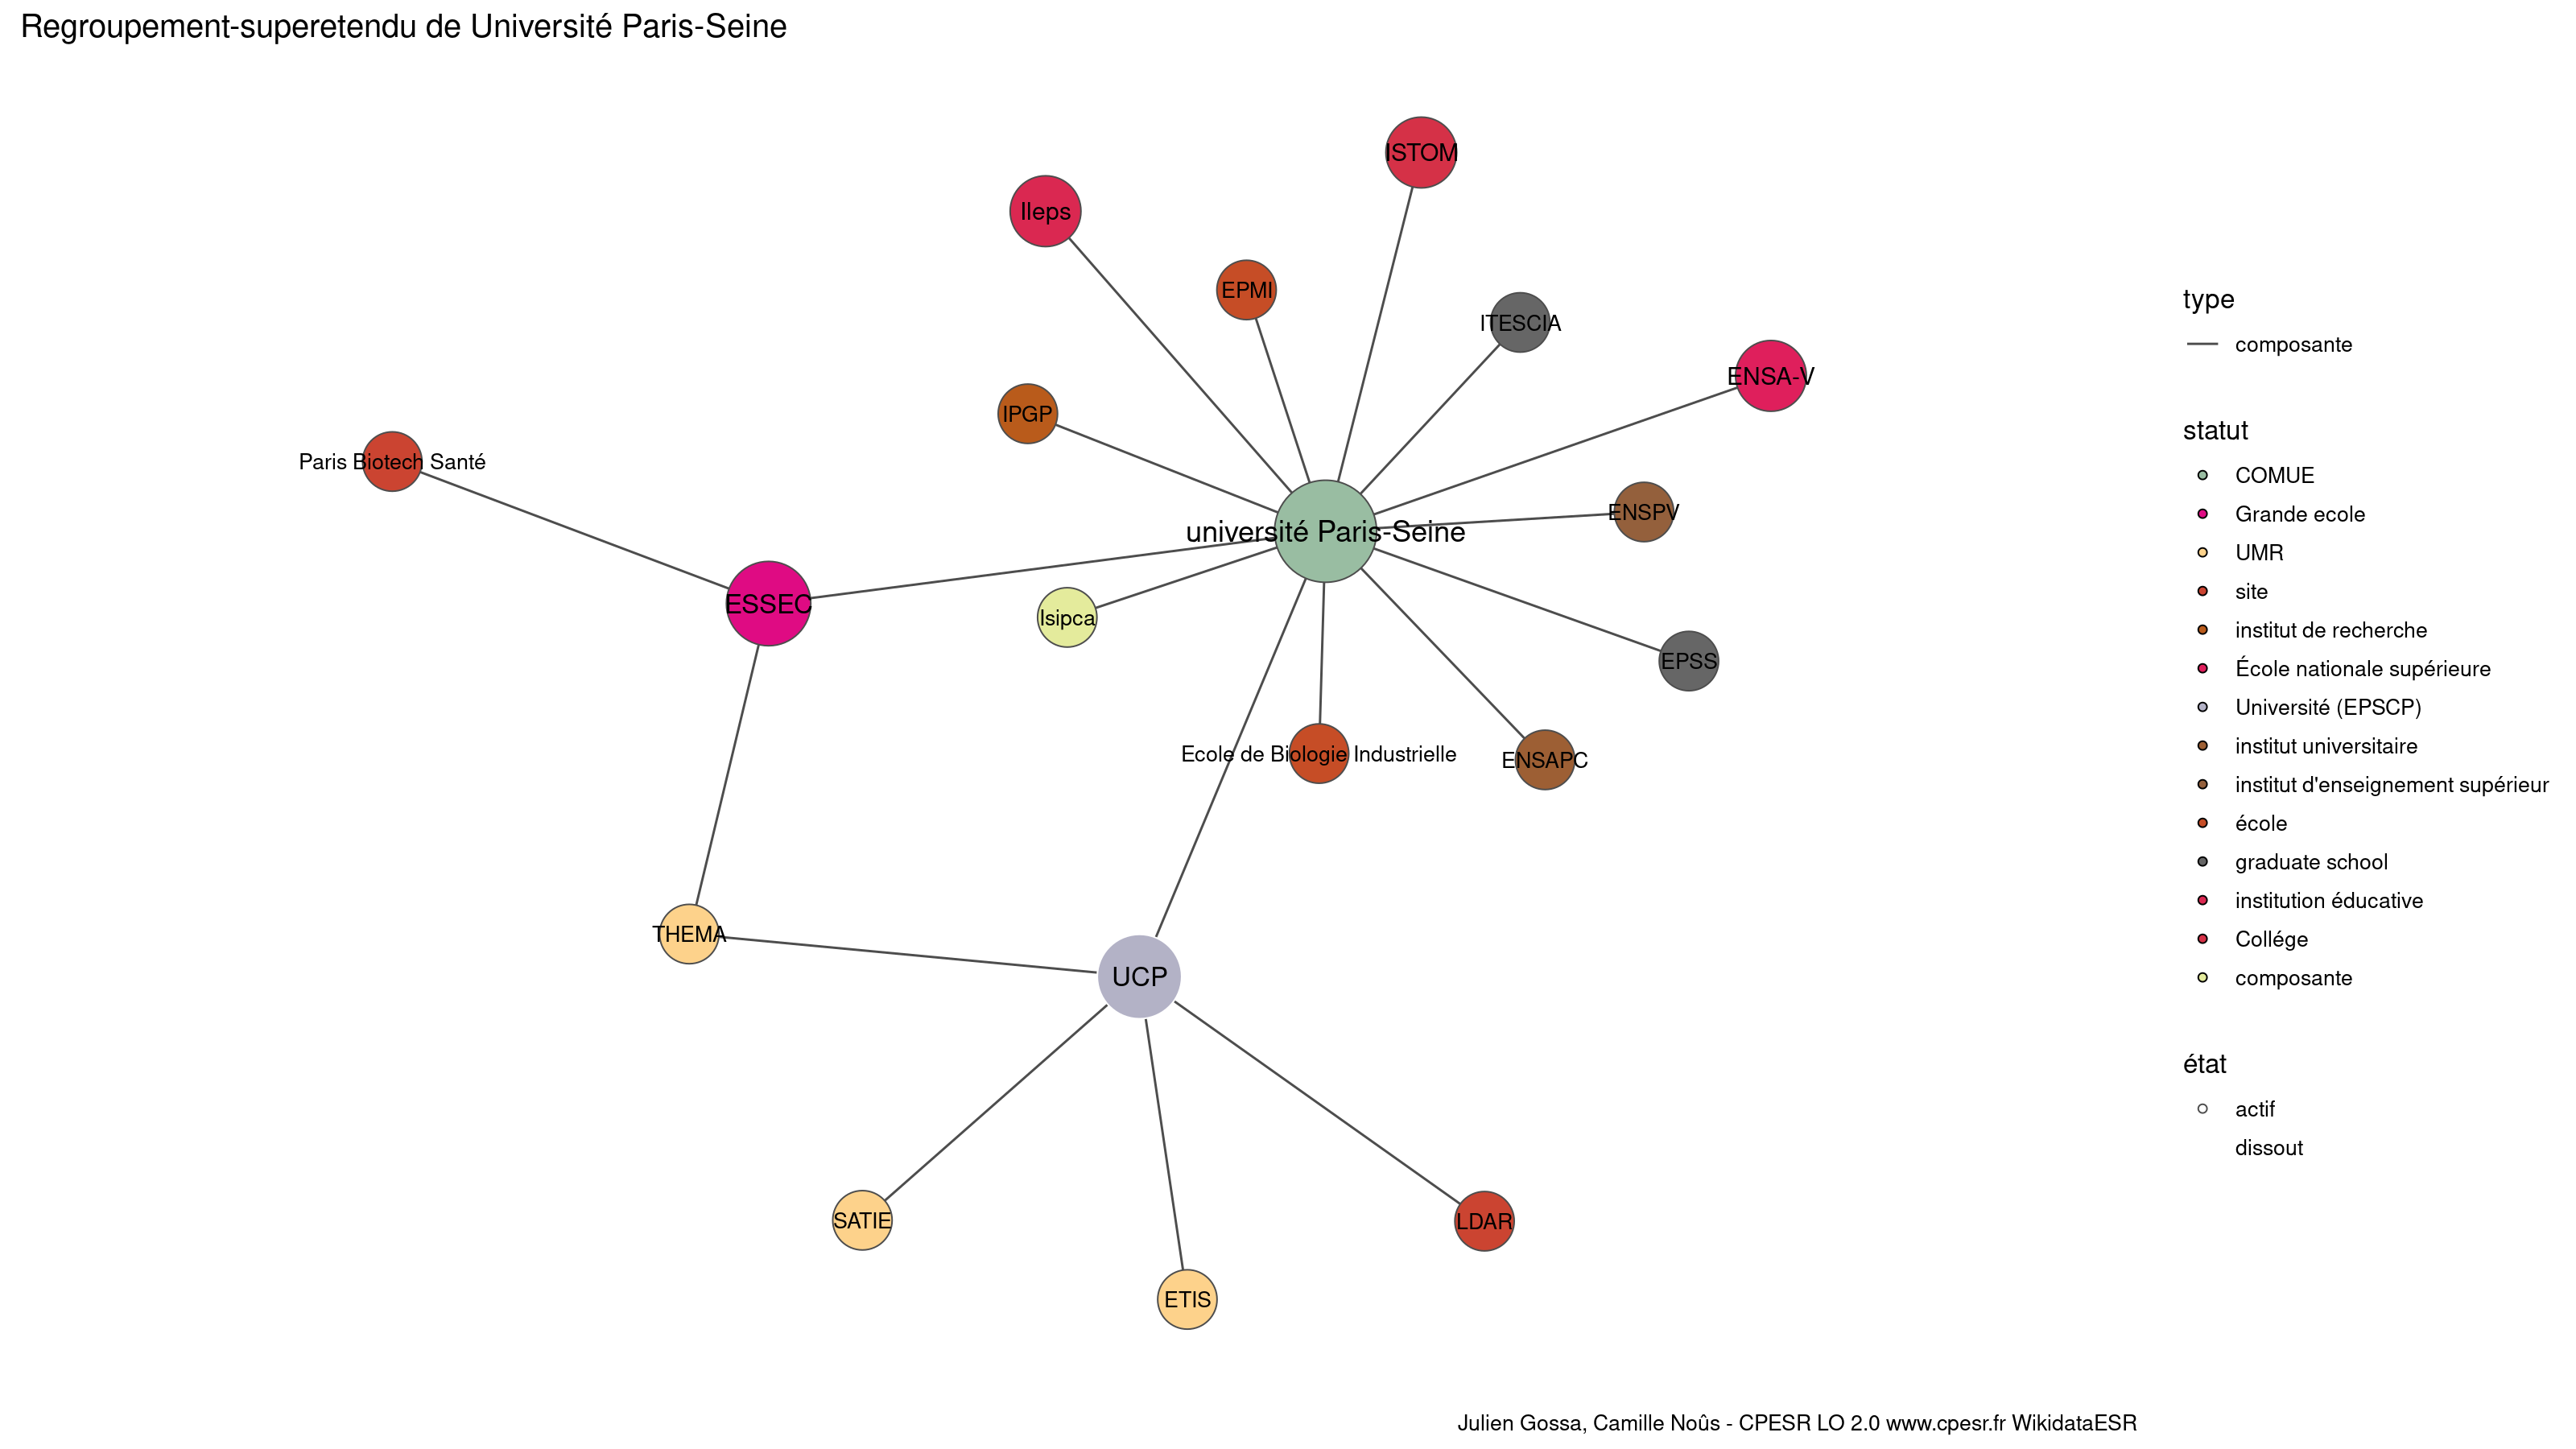 Regroupement-superetendu de Université Paris-Seine
ISTOM
Ileps
EPMI
ITESCIA
ENSA-V
IPGP
Paris Biotech Santé
ENSPV
université Paris-Seine
ESSEC
Isipca
EPSS
Ecole de Biologie Industrielle
ENSAPC
THEMA
UCP
SATIE
LDAR
ETIS
type
composante
statut
COMUE
Grande ecole
UMR
site
institut de recherche
École nationale supérieure
Université (EPSCP)
institut universitaire
institut d'enseignement supérieur
école
graduate school
institution éducative
Collége
composante
état
actif
dissout
Julien Gossa, Camille Noûs - CPESR LO 2.0 www.cpesr.fr WikidataESR